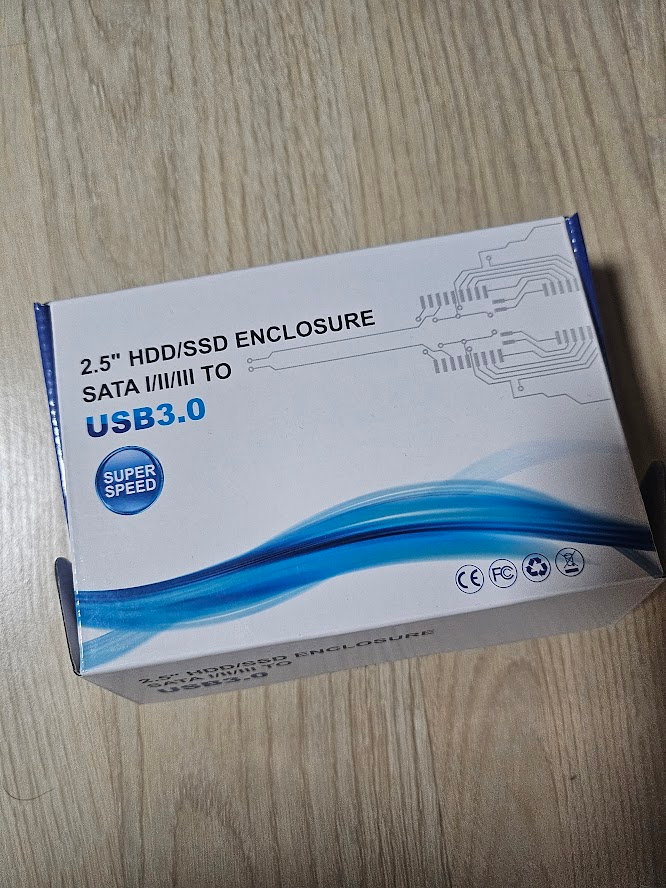 2.5" HDD/SSD ENCLOSURE
SATA I/II/III TO
USB3.0
SUPER
SPEED
CE FC
2.5" HDD/SSD ENCLOSURE
SATA I/II/III TO
USB3.0